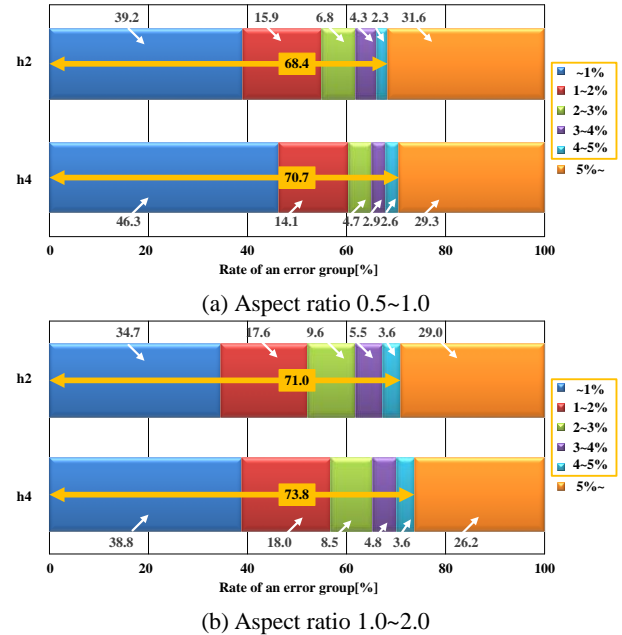 39.2 15.9 6.8 4.3 2.3 31.6
h2
68.4
~1%
1~2%
2~3%
3~4%
4~5%
5%~
h4
70.7
46.3 14.1 4.7 2.9 2.6 29.3
0 20 40 60 80 100
Rate of an error group[%]
(a) Aspect ratio 0.5~1.0
34.7 17.6 9.6 5.5 3.6 29.0
h2
71.0
~1%
1~2%
2~3%
3~4%
4~5%
5%~
h4
73.8
38.8 18.0 8.5 4.8 3.6 26.2
0 20 40 60 80 100
Rate of an error group[%]
(b) Aspect ratio 1.0~2.0